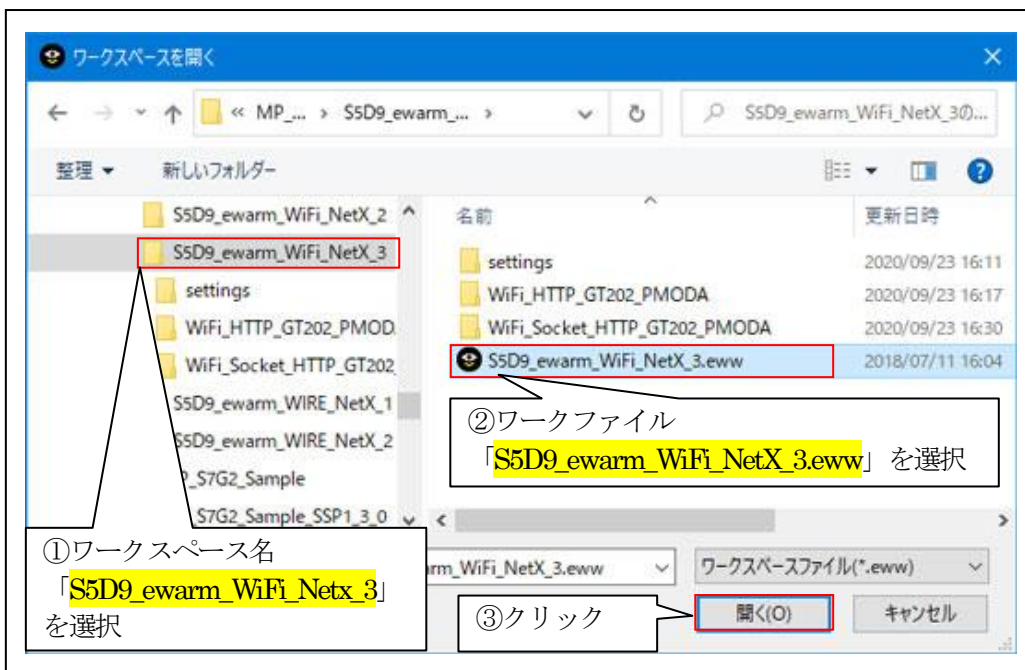 ワークスペースを開く
« MP_... › S5D9_ewarm_... ›
S5D9_ewarm_WiFi_NetX_3の...
整理
新しいフォルダー
S5D9_ewarm_WiFi_NetX_2
S5D9_ewarm_WiFi_NetX_3
settings
WiFi_HTTP_GT202_PMOD
WiFi_Socket_HTTP_GT202
S5D9_ewarm_WIRE_NetX_1
S5D9_ewarm_WIRE_NetX_2
_S7G2_Sample
_S7G2_Sample_SSP1_3_0
名前 更新日時
settings 2020/09/23 16:11
WiFi_HTTP_GT202_PMODA 2020/09/23 16:17
WiFi_Socket_HTTP_GT202_PMODA 2020/09/23 16:30
S5D9_ewarm_WiFi_NetX_3.eww 2018/07/11 16:04
②ワークファイル
「S5D9_ewarm_WiFi_NetX_3.eww」を選択
①ワークスペース名
「S5D9_ewarm_WiFi_Netx_3」
を選択
rm_WiFi_NetX_3.eww
ワークスペースファイル(*.eww)
③クリック
開く(O)
キャンセル